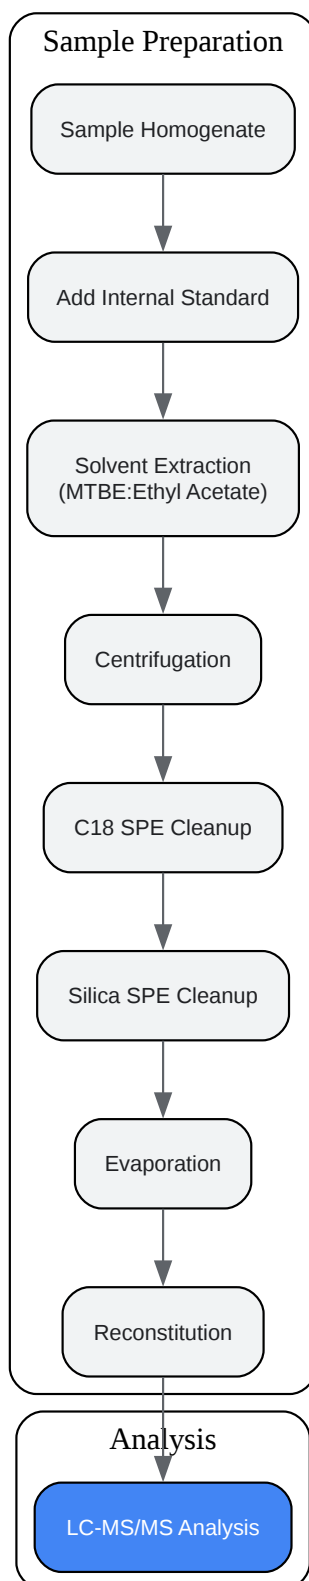 Sample Preparation
Sample Homogenate
Add Internal Standard
Solvent Extraction
(MTBE:Ethyl Acetate)
Centrifugation
C18 SPE Cleanup
Silica SPE Cleanup
Evaporation
Reconstitution
Analysis
LC-MS/MS Analysis